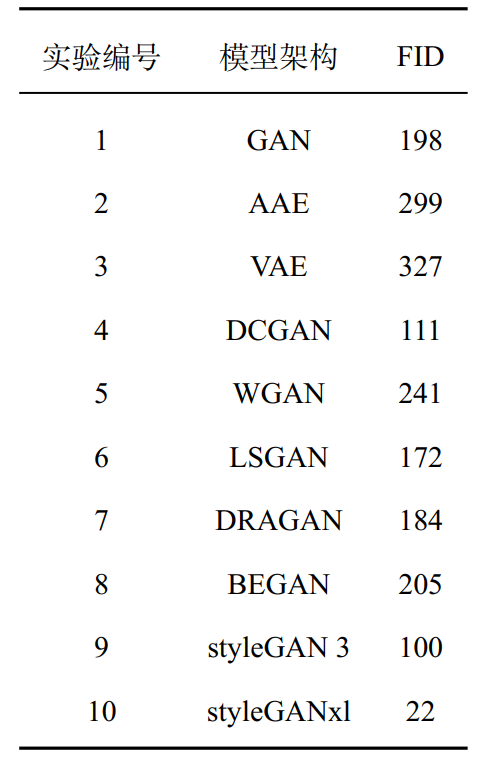 实验编号 模型架构 FID
1 GAN 198
2 AAE 299
3 VAE 327
4 DCGAN 111
5 WGAN 241
6 LSGAN 172
7 DRAGAN 184
8 BEGAN 205
9 styleGAN 3 100
10 styleGANxl 22